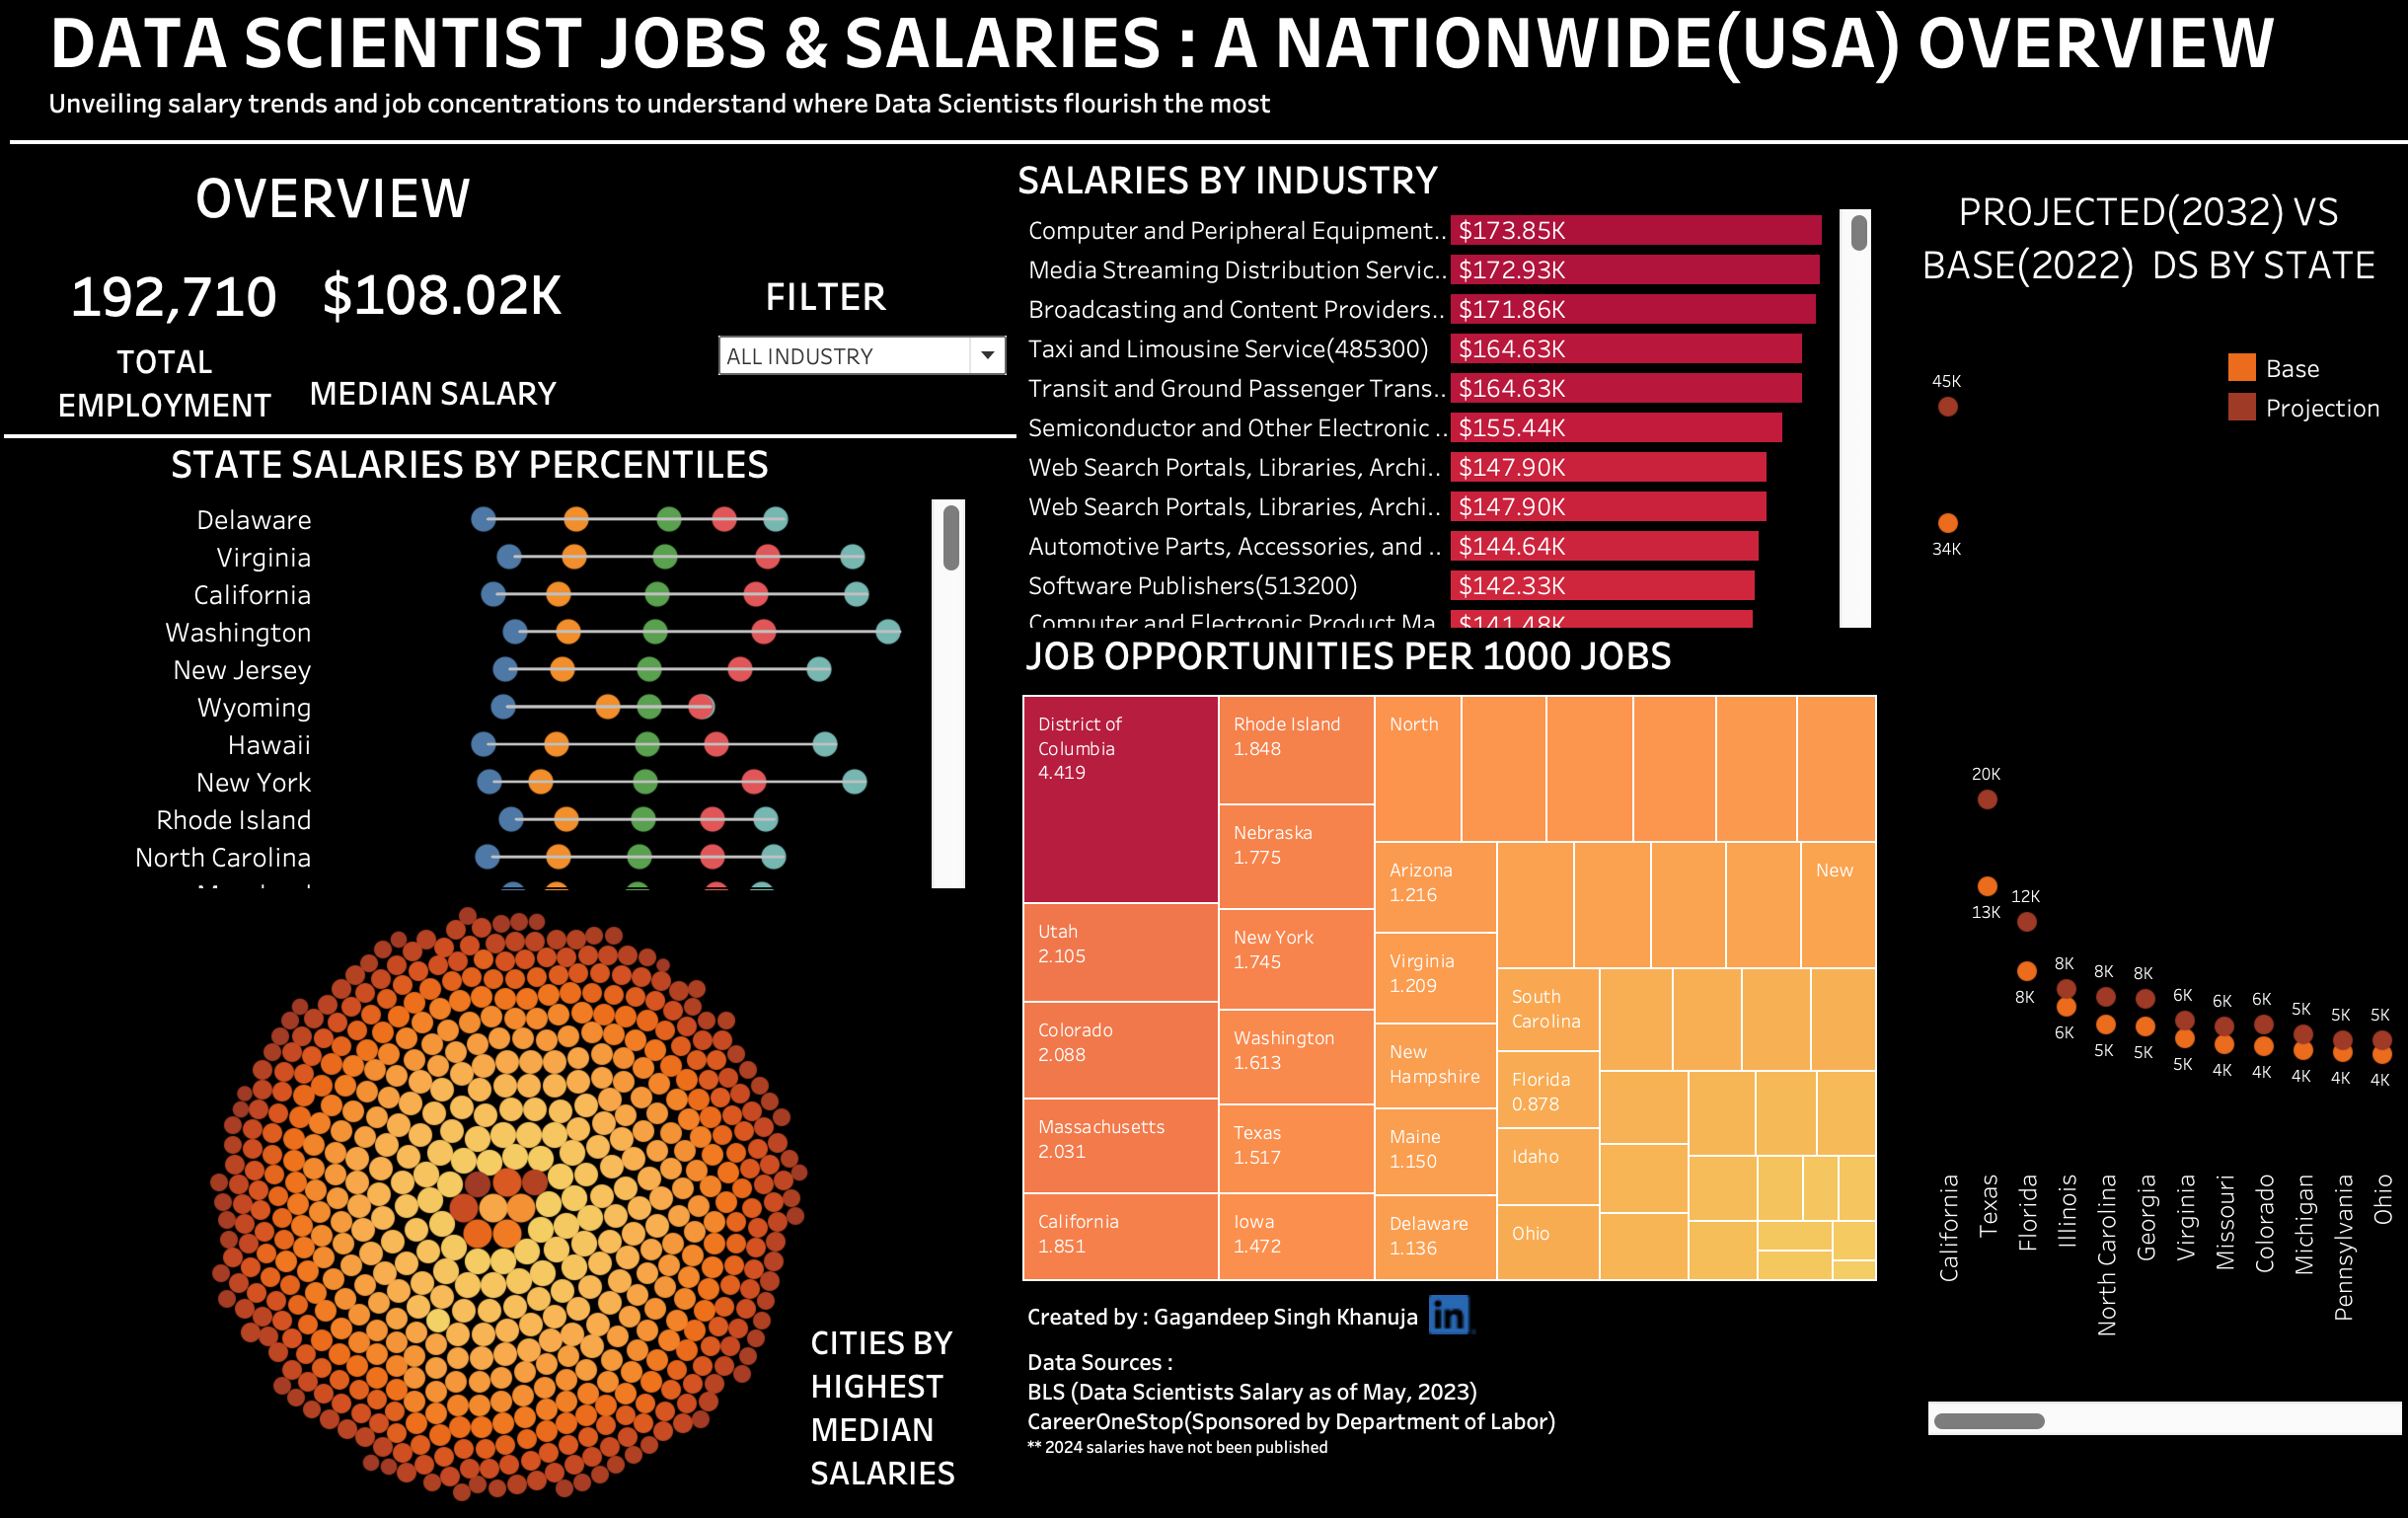 DATA SCIENTIST JOBS & SALARIES : A NATIONWIDE(USA) OVERVIEW
Unveiling salary trends and job concentrations to understand where Data Scientists flourish the most
OVERVIEW
192,710
TOTAL
EMPLOYMENT
$108.02K
MEDIAN SALARY
FILTER
ALL INDUSTRY
STATE SALARIES BY PERCENTILES
Delaware
Virginia
California
Washington
New Jersey
Wyoming
Hawaii
New York
Rhode Island
North Carolina
CITIES BY
HIGHEST
MEDIAN
SALARIES
SALARIES BY INDUSTRY
Computer and Peripheral Equipment.. $173.85K
Media Streaming Distribution Servic.. $172.93K
Broadcasting and Content Providers.. $171.86K
Taxi and Limousine Service(485300) $164.63K
Transit and Ground Passenger Trans.. $164.63K
Semiconductor and Other Electronic .. $155.44K
Web Search Portals, Libraries, Archi.. $147.90K
Web Search Portals, Libraries, Archi.. $147.90K
Automotive Parts, Accessories, and .. $144.64K
Software Publishers(513200) $142.33K
Computer and Electronic Product Ma.. $141.48K
JOB OPPORTUNITIES PER 1000 JOBS
District of
Columbia
4.419
Utah
2.105
Colorado
2.088
Massachusetts
2.031
California
1.851
Rhode Island
1.848
Nebraska
1.775
New York
1.745
Washington
1.613
Texas
1.517
Iowa
1.472
North
Arizona
1.216
Virginia
1.209
New
Hampshire
Maine
1.150
Delaware
1.136
New
South
Carolina
Florida
0.878
Idaho
Ohio
Created by : Gagandeep Singh Khanuja
in
Data Sources :
BLS (Data Scientists Salary as of May, 2023)
CareerOneStop(Sponsored by Department of Labor)
** 2024 salaries have not been published
PROJECTED(2032) VS
BASE(2022) DS BY STATE
Base
Projection
45K
34K
20K
13K
12K
8K
8K
6K
8K
5K
8K
5K
6K
5K
6K
4K
6K
4K
5K
4K
5K
4K
5K
4K
California
Texas
Florida
Illinois
North Carolina
Georgia
Virginia
Missouri
Colorado
Michigan
Pennsylvania
Ohio